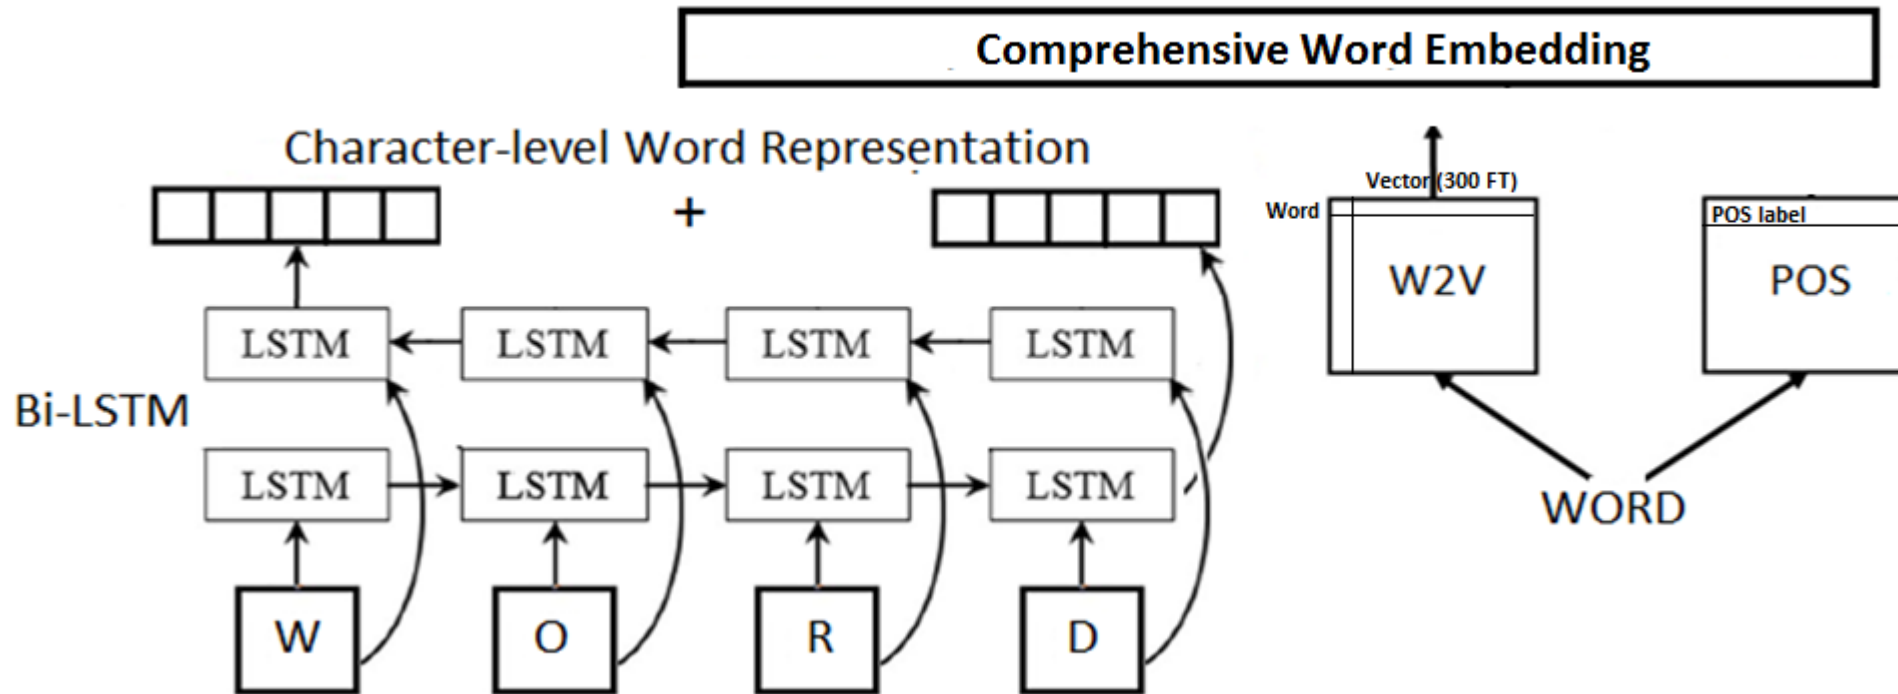 Comprehensive Word Embedding
Character-level Word Representation
+
Vector (300 FT)
Word
W2V
POS label
POS
LSTM LSTM LSTM LSTM
Bi-LSTM
LSTM LSTM LSTM LSTM
WORD
W O R D